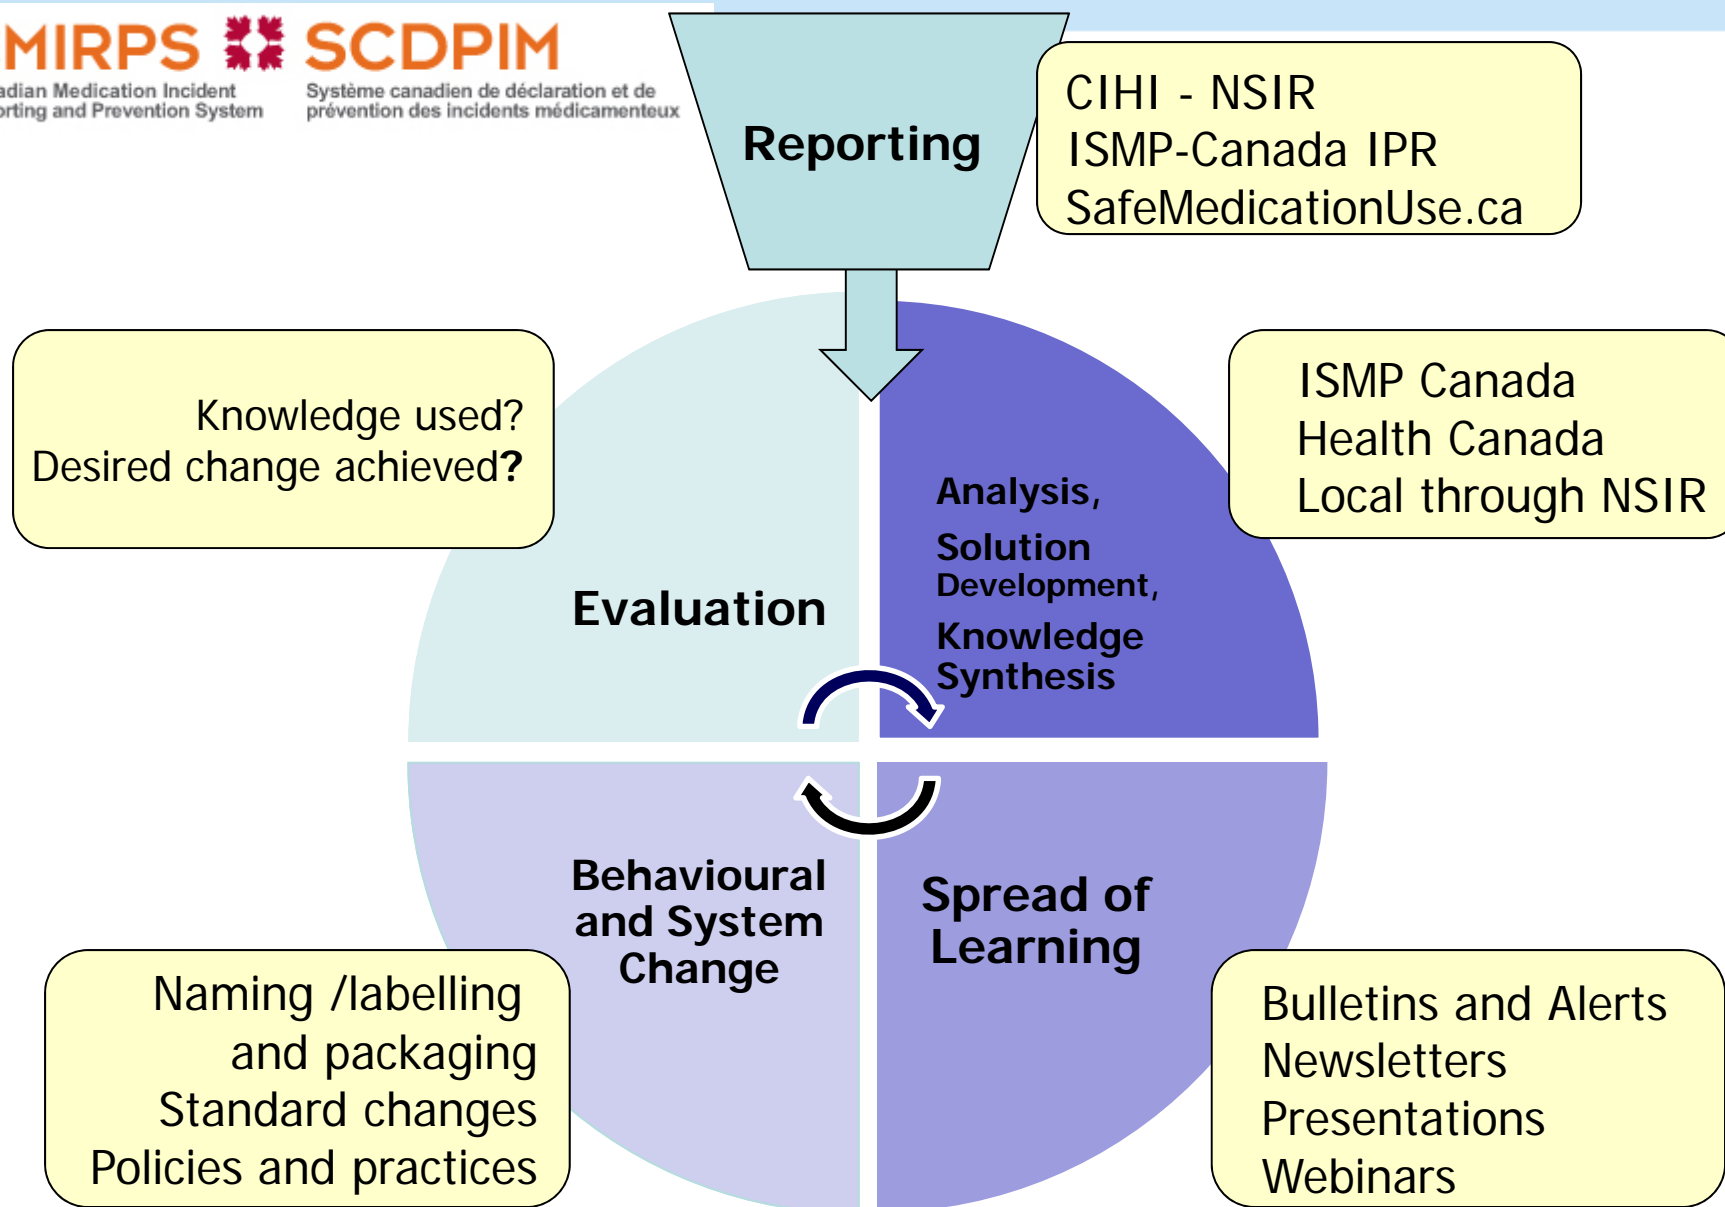 MIRPS SCDPIM
adian Medication Incident
orting and Prevention System
Système canadien de déclaration et de
prévention des incidents médicamenteux
Reporting
CIHI - NSIR
ISMP-Canada IPR
SafeMedicationUse.ca
Knowledge used?
Desired change achieved?
Evaluation
Analysis,
Solution
Development,
Knowledge
Synthesis
ISMP Canada
Health Canada
Local through NSIR
Behavioural
and System
Change
Spread of
Learning
Naming /labelling
and packaging
Standard changes
Policies and practices
Bulletins and Alerts
Newsletters
Presentations
Webinars